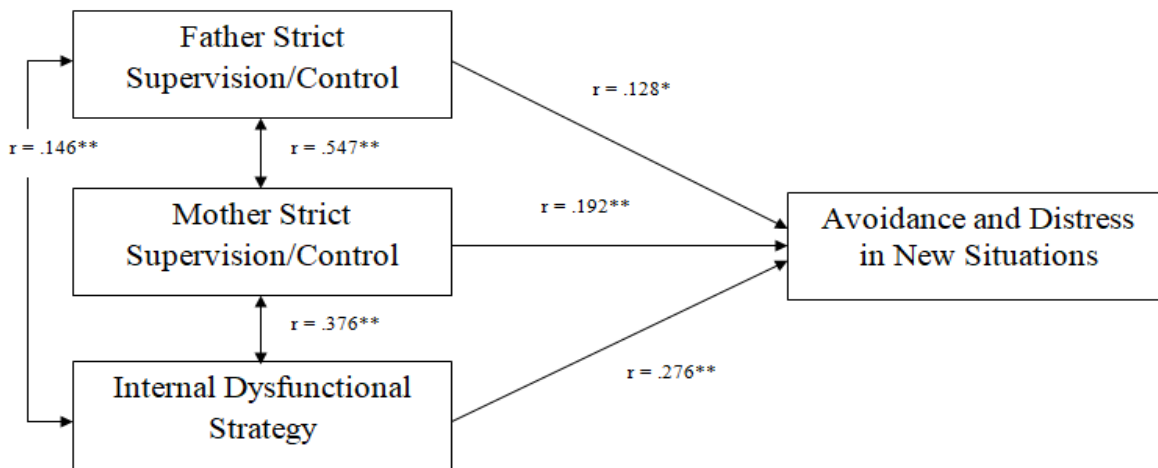 Father Strict
Supervision/Control
r = .128*
r = .146**
r = .547**
Mother Strict
Supervision/Control
r = .192**
Avoidance and Distress
in New Situations
r = .376**
Internal Dysfunctional
Strategy
r = .276**